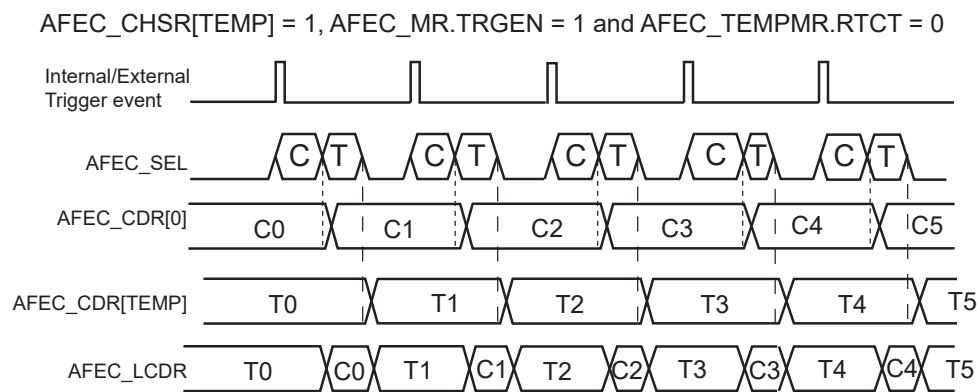 AFEC_CHSR[TEMP] = 1, AFEC_MR.TRGEN = 1 and AFEC_TEMPMR.RTCT = 0
Internal/External
Trigger event
AFEC_SEL C T C T C T C T C T
AFEC_CDR[0] C0 C1 C2 C3 C4 C5
AFEC_CDR[TEMP] T0 T1 T2 T3 T4 T5
AFEC_LCDR T0 C0 T1 C1 T2 C2 T3 C3 T4 C4 T5